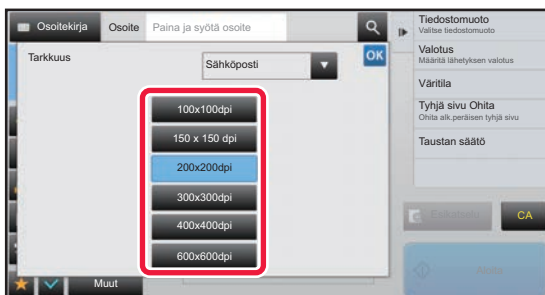 Osoitekirja
Osoite
Paina ja syötä osoite
Tarkkuus
Sähköposti
OK
100x100dpi
150 x 150 dpi
200x200dpi
300x300dpi
400x400dpi
600x600dpi
Muut
Tiedostomuoto
Valitse tiedostomuoto
Valotus
Määritä lähetyksen valotus
Väritila
Tyhjä sivu Ohita
Ohita alk.peräisen tyhjä sivu
Taustan säätö
CA